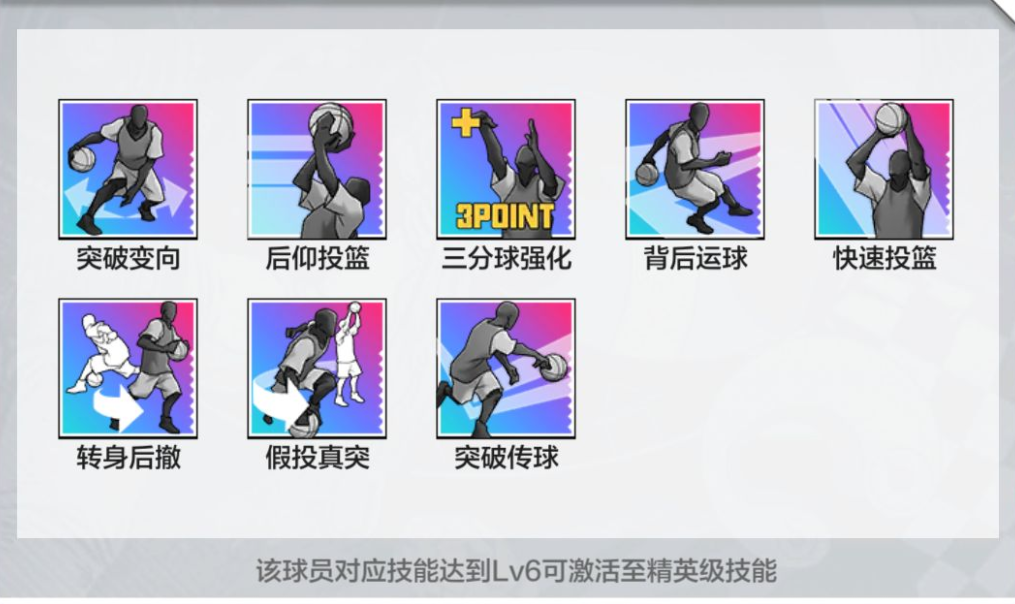 +
3POINT
突破变向
后仰投篮
三分球强化
背后运球
快速投篮
转身后撤
假投真突
突破传球
该球员对应技能达到Lv6可激活至精英级技能